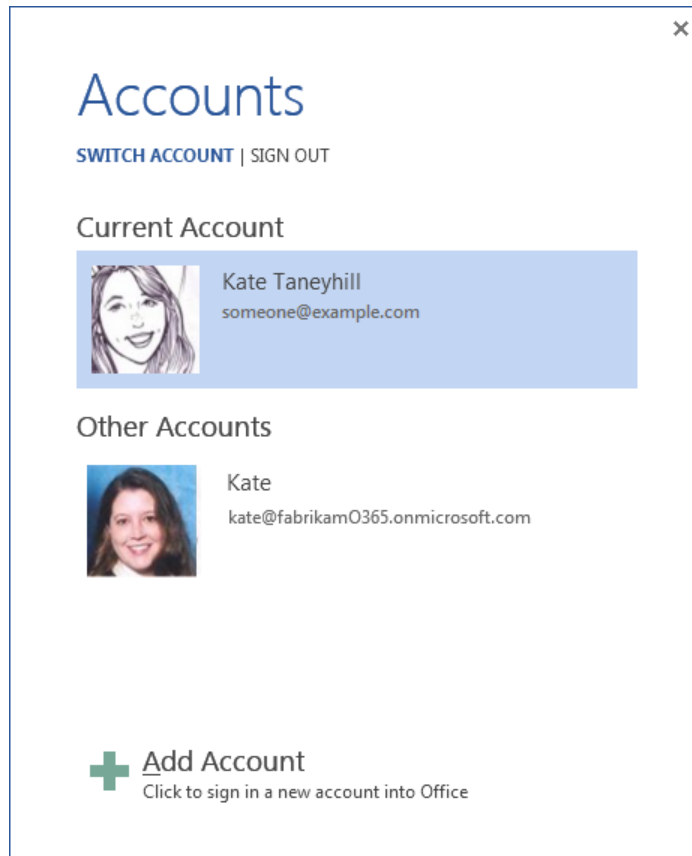 Accounts
SWITCH ACCOUNT | SIGN OUT
Current Account
Kate Taneyhill
someone@example.com
Other Accounts
Kate
kate@fabrikamO365.onmicrosoft.com
Add Account
Click to sign in a new account into Office